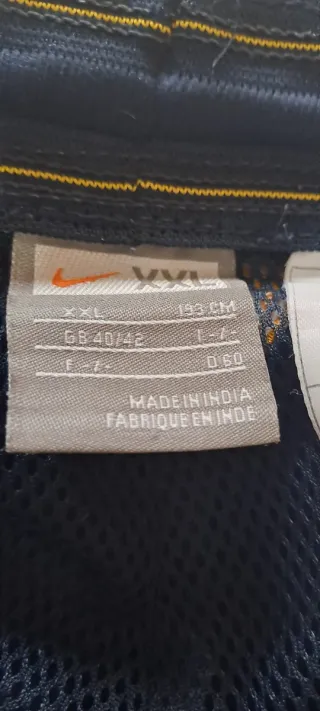 XXL
XXL 193 CM
GB 40/42 I -/-
F -/- D 60
MADE IN INDIA
FABRIQUE EN INDE